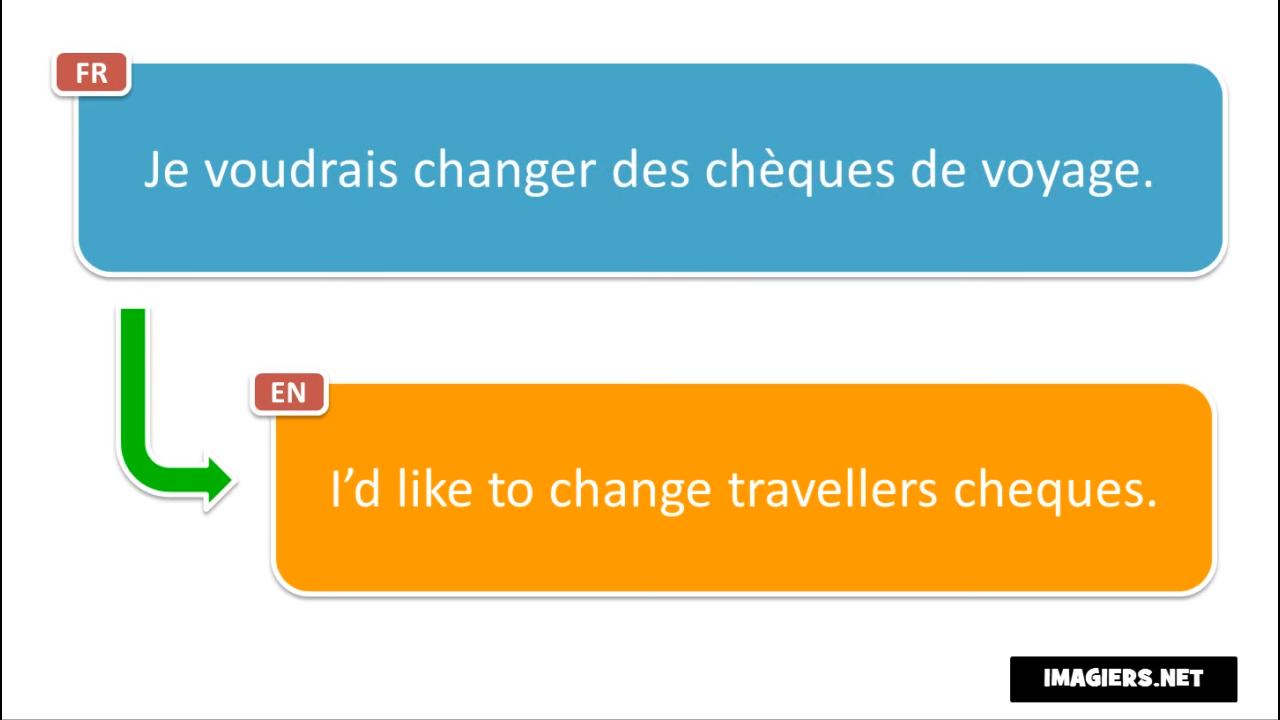 FR
Je voudrais changer des chèques de voyage.
EN
I’d like to change travellers cheques.
IMAGIERS.NET